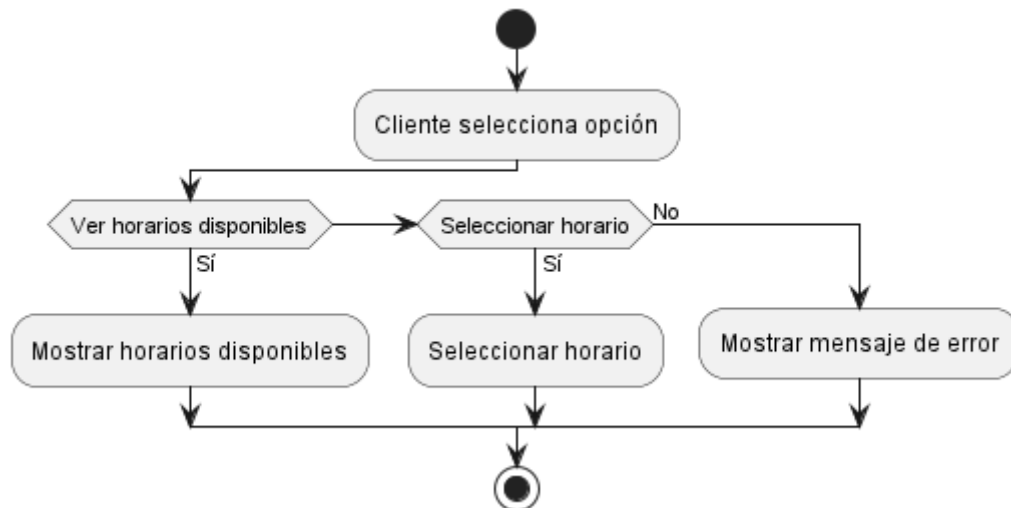 Cliente selecciona opción
Ver horarios disponibles
Seleccionar horario
No
Sí
Sí
Mostrar horarios disponibles
Seleccionar horario
Mostrar mensaje de error